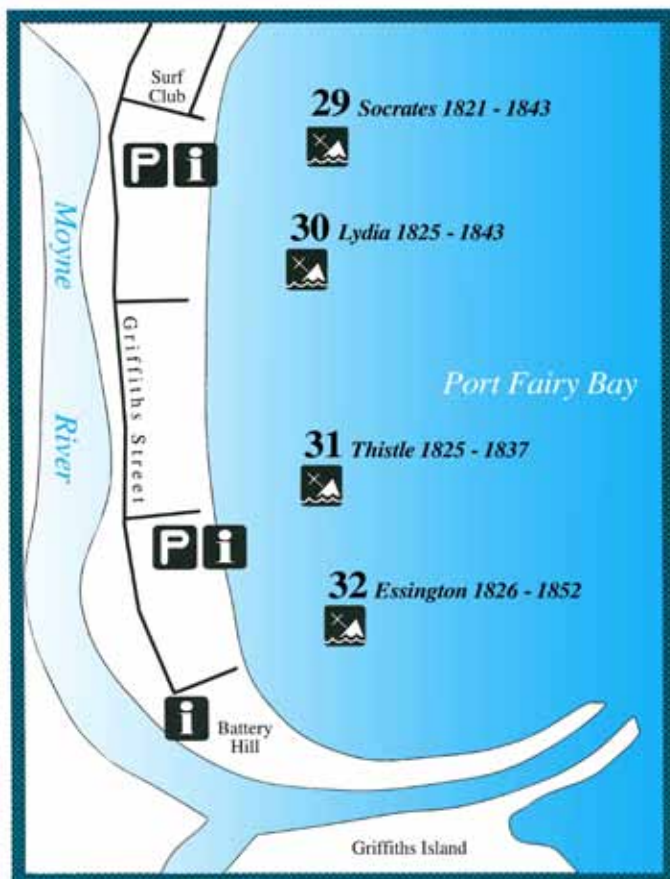 Surf
Club
29 Socrates 1821 - 1843
P i
30 Lydia 1825 - 1843
Moyne
River
Griffiths Street
Port Fairy Bay
31 Thistle 1825 - 1837
P i
32 Essington 1826 - 1852
i
Battery
Hill
Griffiths Island